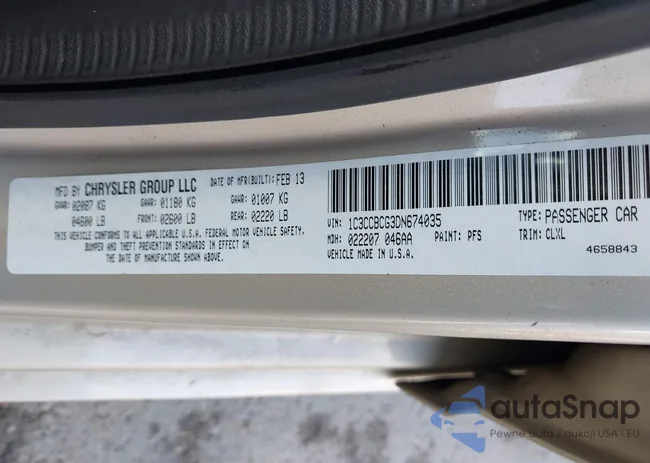 MFD BY CHRYSLER GROUP LLC DATE OF MFR(BUILT): FEB 13
GVWR: 02087 KG GAWR: 01180 KG GAWR: 01007 KG
04600 LB FRONT: 02600 LB REAR: 02220 LB
THIS VEHICLE CONFORMS TO ALL APPLICABLE U.S.A. FEDERAL MOTOR VEHICLE SAFETY,
BUMPER AND THEFT PREVENTION STANDARDS IN EFFECT ON
THE DATE OF MANUFACTURE SHOWN ABOVE.
VIN: 1C3CCBCG3DN674035 TYPE: PASSENGER CAR
MDH: 022207 046AA PAINT: PFS TRIM: CLXL
VEHICLE MADE IN U.S.A. 4658843
autoSnap
Pewne auta z aukcji USA - EU